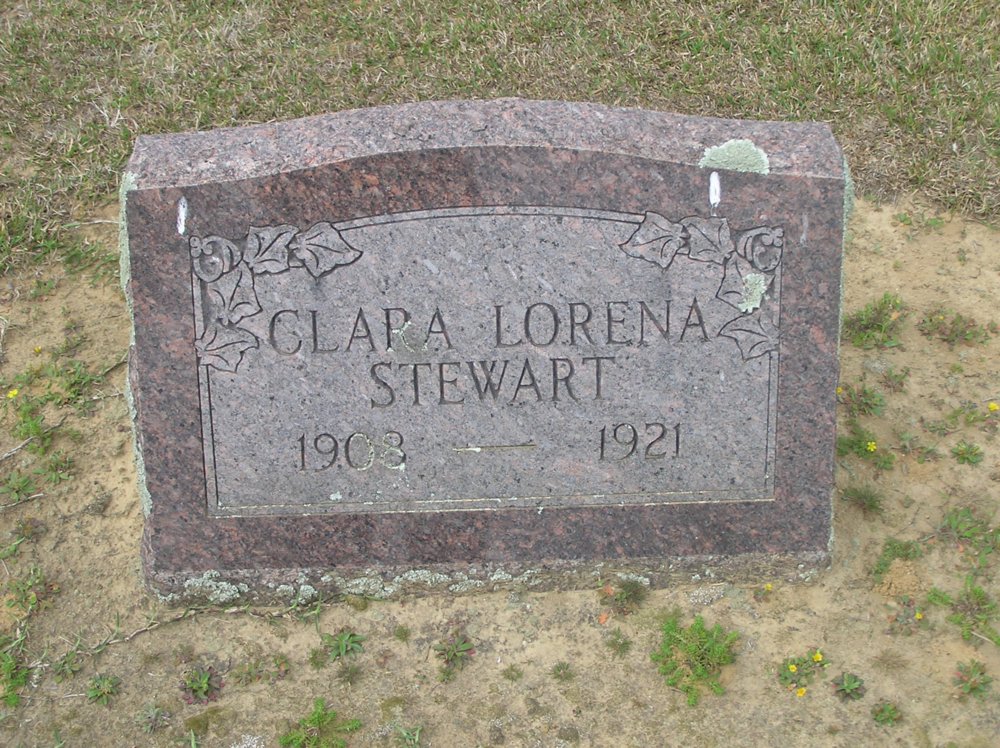 CLARA LORENA
STEWART
1908 — 1921